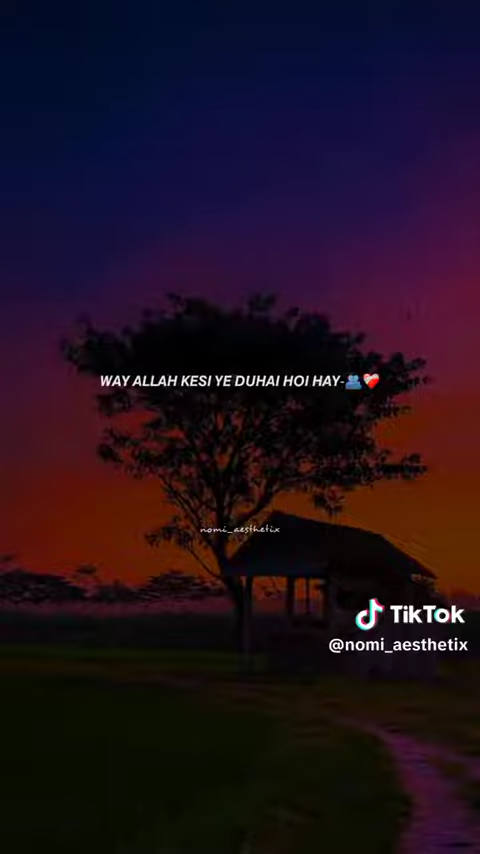 WAY ALLAH KESI YE DUHAI HOI HAY-🫂❤️‍🩹
nomi_aesthetix
TikTok
@nomi_aesthetix